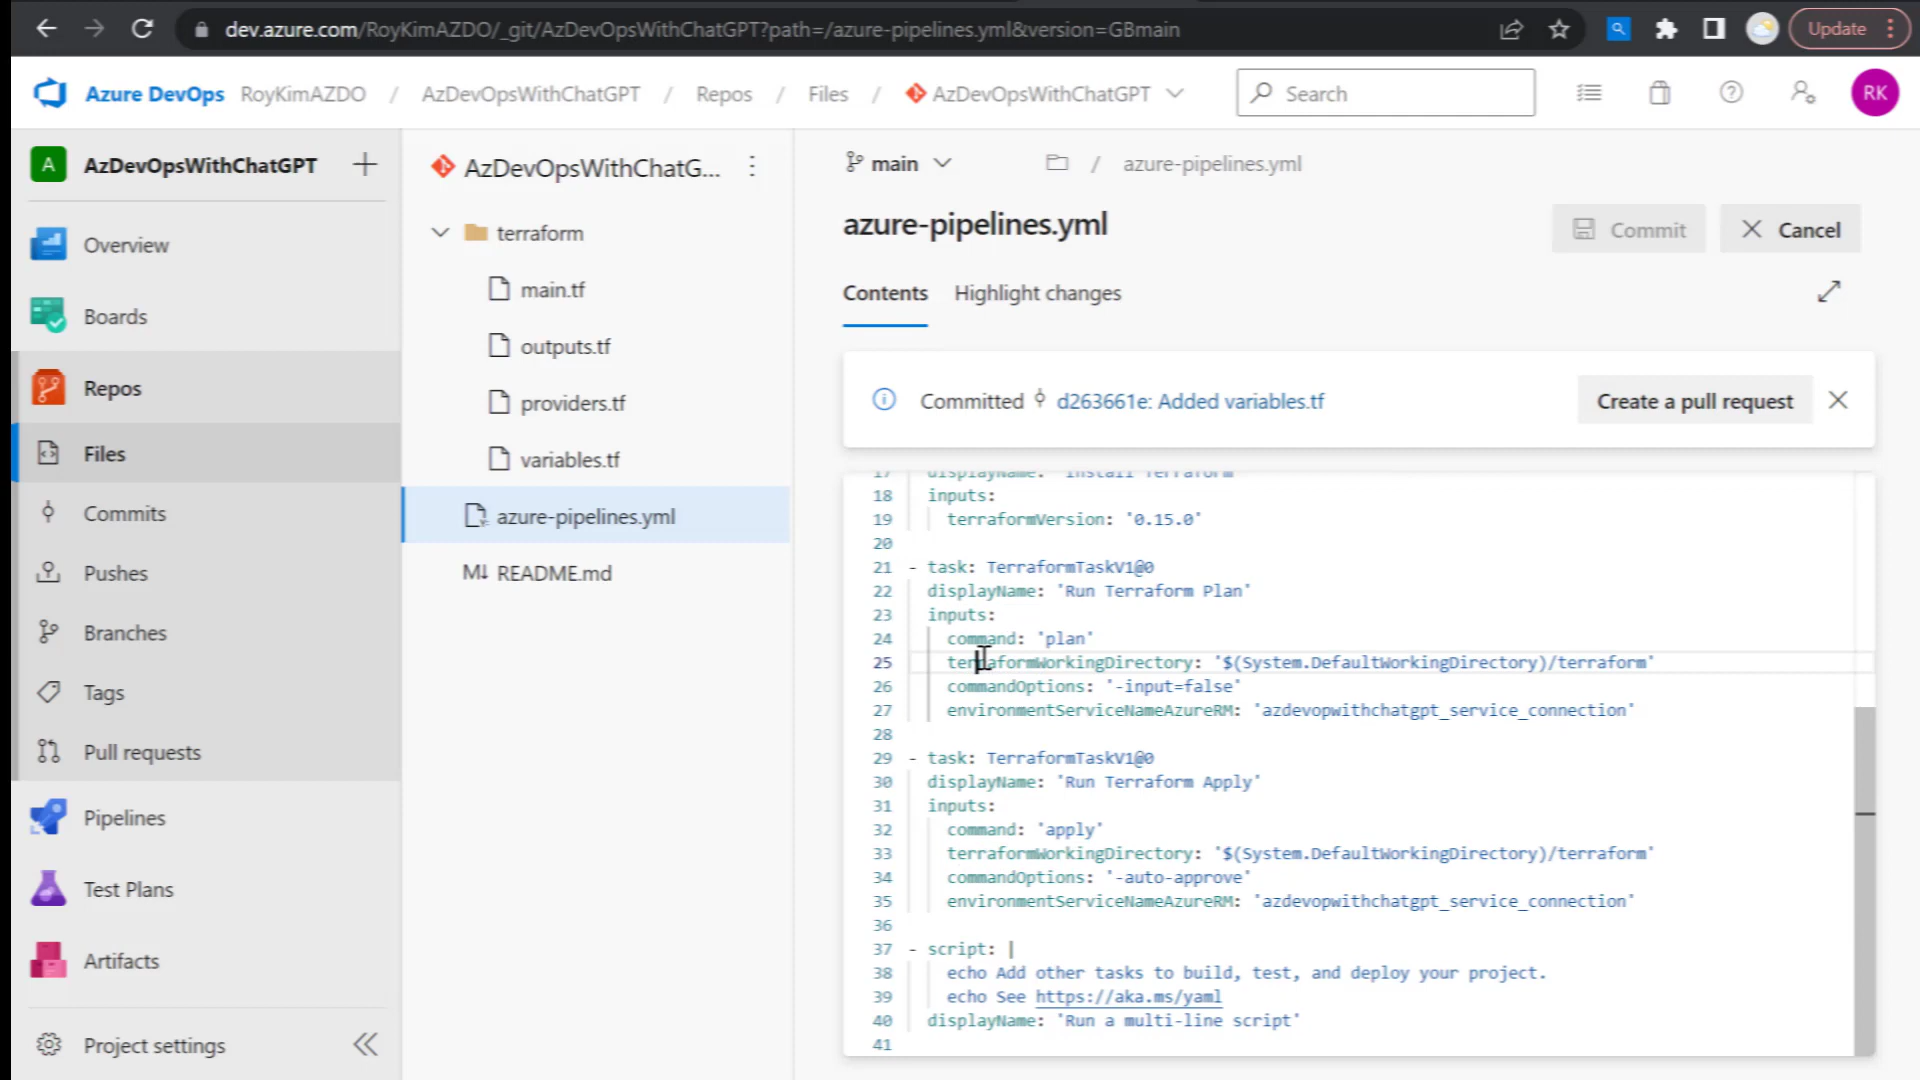 dev.azure.com/RoyKimAZDO/_git/AzDevOpsWithChatGPT?path=/azure-pipelines.yml&version=GBmain
Update
Azure DevOps RoyKimAZDO / AzDevOpsWithChatGPT / Repos / Files / AzDevOpsWithChatGPT
Search
RK
A AzDevOpsWithChatGPT
Overview
Boards
Repos
Files
Commits
Pushes
Branches
Tags
Pull requests
Pipelines
Test Plans
Artifacts
Project settings
AzDevOpsWithChatG...
terraform
main.tf
outputs.tf
providers.tf
variables.tf
azure-pipelines.yml
M↓ README.md
main / azure-pipelines.yml
azure-pipelines.yml
Commit
Cancel
Contents Highlight changes
Committed d263661e: Added variables.tf
Create a pull request
17 displayName: 'Install Terraform'
18 inputs:
19 terraformVersion: '0.15.0'
20
21 - task: TerraformTaskV1@0
22 displayName: 'Run Terraform Plan'
23 inputs:
24 command: 'plan'
25 terraformWorkingDirectory: '$(System.DefaultWorkingDirectory)/terraform'
26 commandOptions: '-input=false'
27 environmentServiceNameAzureRM: 'azdevopwithchatgpt_service_connection'
28
29 - task: TerraformTaskV1@0
30 displayName: 'Run Terraform Apply'
31 inputs:
32 command: 'apply'
33 terraformWorkingDirectory: '$(System.DefaultWorkingDirectory)/terraform'
34 commandOptions: '-auto-approve'
35 environmentServiceNameAzureRM: 'azdevopwithchatgpt_service_connection'
36
37 - script: |
38 echo Add other tasks to build, test, and deploy your project.
39 echo See https://aka.ms/yaml
40 displayName: 'Run a multi-line script'
41